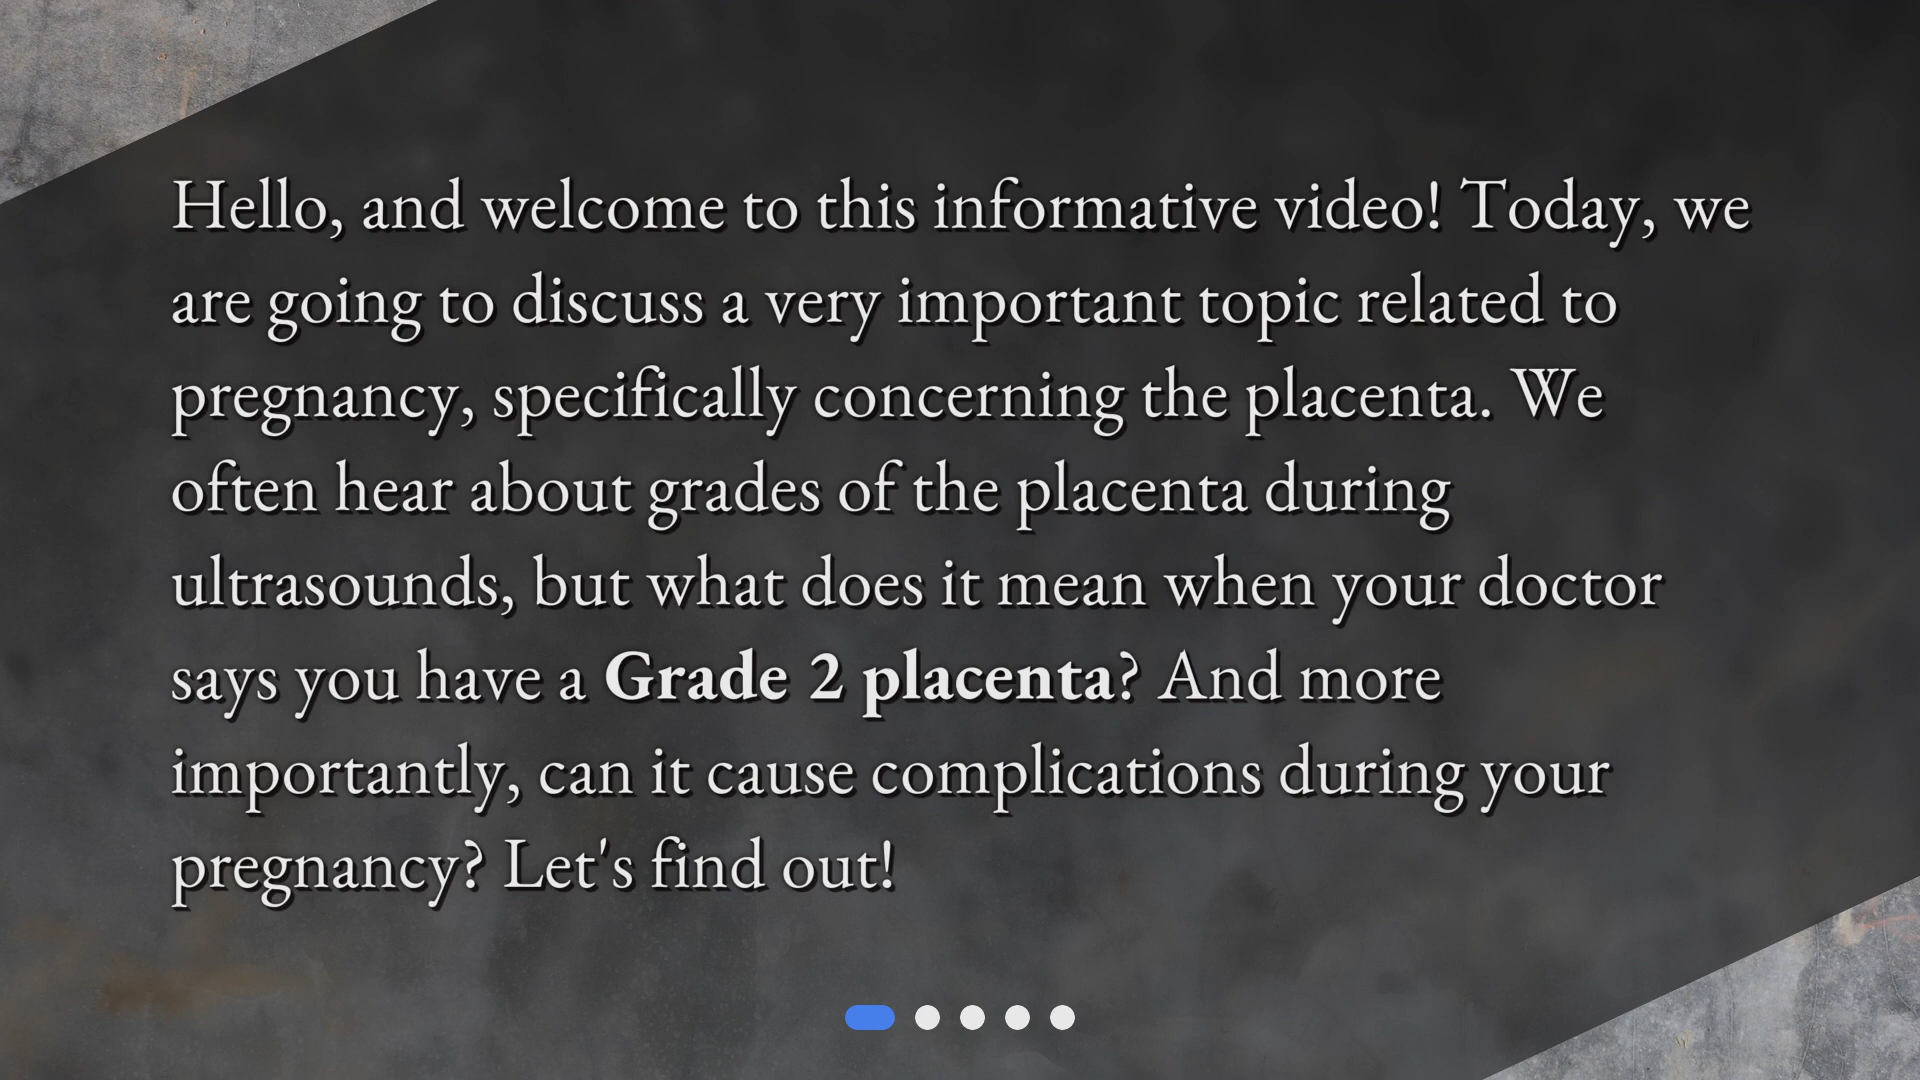 Hello, and welcome to this informative video! Today, we
are going to discuss a very important topic related to
pregnancy, specifically concerning the placenta. We
often hear about grades of the placenta during
ultrasounds, but what does it mean when your doctor
says you have a Grade 2 placenta? And more
importantly, can it cause complications during your
pregnancy? Let's find out!